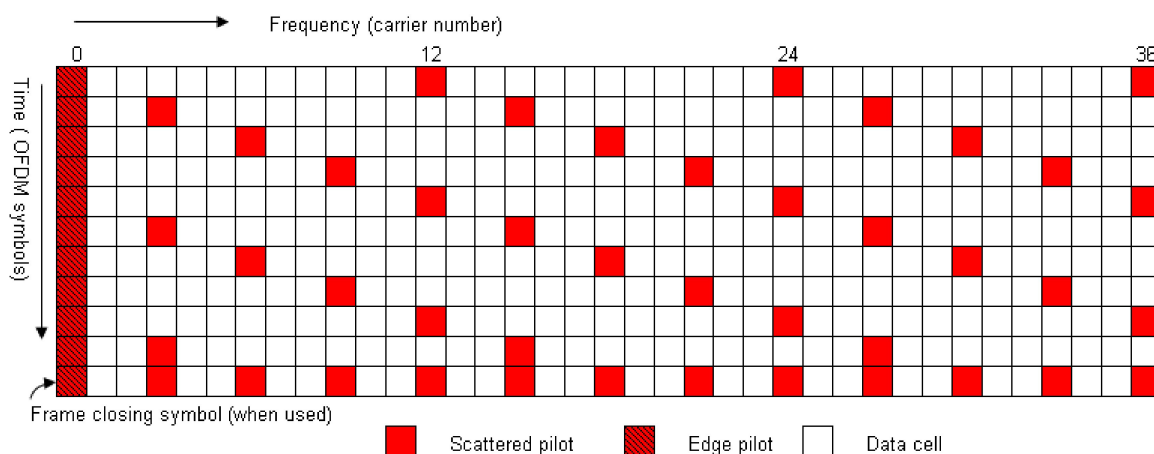 Frequency (carrier number)
0 12 24 36
Time ( OFDM symbols)
Frame closing symbol (when used)
Scattered pilot Edge pilot Data cell